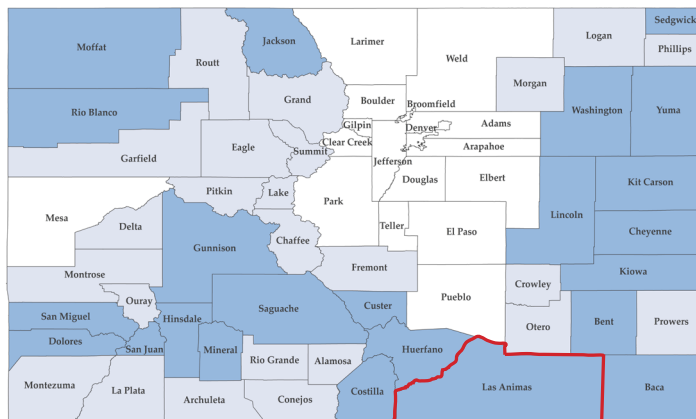 Moffat
Routt
Jackson
Larimer
Weld
Logan
Sedgwick
Phillips
Morgan
Grand
Boulder
Broomfield
Rio Blanco
Washington
Yuma
Gilpin
Denver
Adams
Clear Creek
Eagle
Summit
Arapahoe
Garfield
Jefferson
Douglas
Elbert
Kit Carson
Pitkin
Lake
Park
Lincoln
Mesa
Delta
Teller
El Paso
Cheyenne
Gunnison
Chaffee
Fremont
Kiowa
Montrose
Crowley
Ouray
Pueblo
Custer
Saguache
San Miguel
Hinsdale
Otero
Bent
Prowers
Dolores
San Juan
Mineral
Rio Grande
Alamosa
Huerfano
Montezuma
La Plata
Archuleta
Conejos
Costilla
Las Animas
Baca